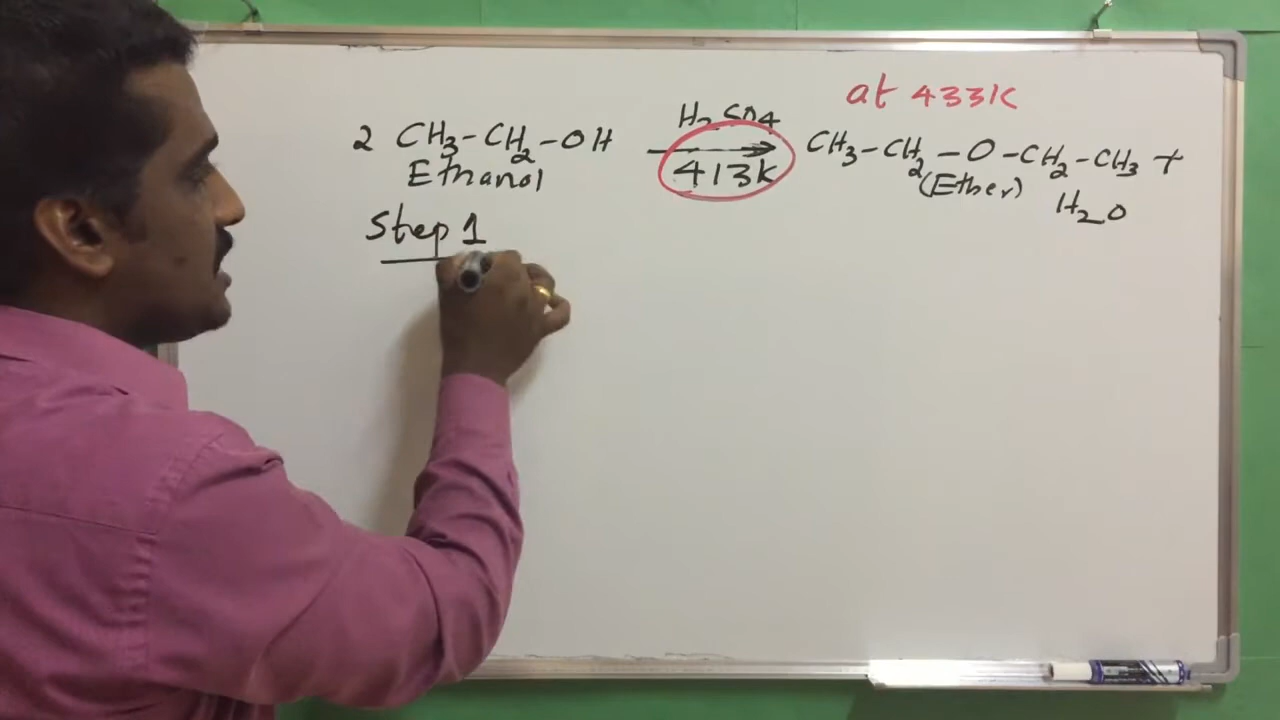 at 433K
2 CH3-CH2-OH H2SO4 413K CH3-CH2-O-CH2-CH3 +
Ethanol (Ether) H2O
Step 1